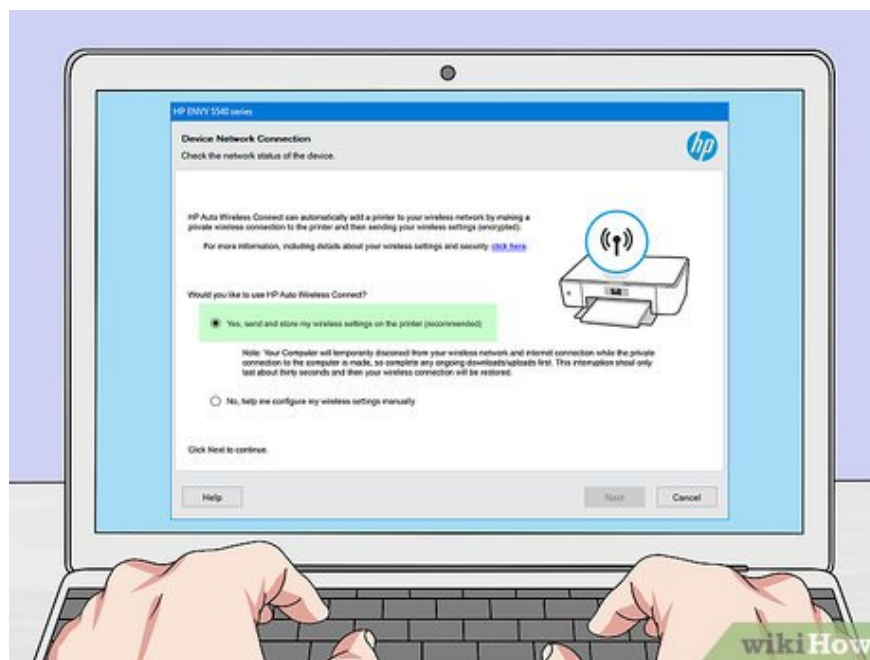 HP ENVY 5540 series
Device Network Connection
Check the network status of the device.
hp
HP Auto Wireless Connect can automatically add a printer to your wireless network by making a
private wireless connection to the printer and then sending your wireless settings (encrypted).
For more information, including details about your wireless settings and security click here
Would you like to use HP Auto Wireless Connect?
Yes, send and store my wireless settings on the printer (recommended)
Note: Your Computer will temporarily disconed from your wireless network and internet connection while the private
connection to the computer is made, so complete any ongoing downloads/uploads first. This interruption shoul only
last about thirty seconds and then your wireless connection will be restored.
No, help me configure my wireless settings manually
Click Next to continue.
Help
Next
Cancel
wikiHow